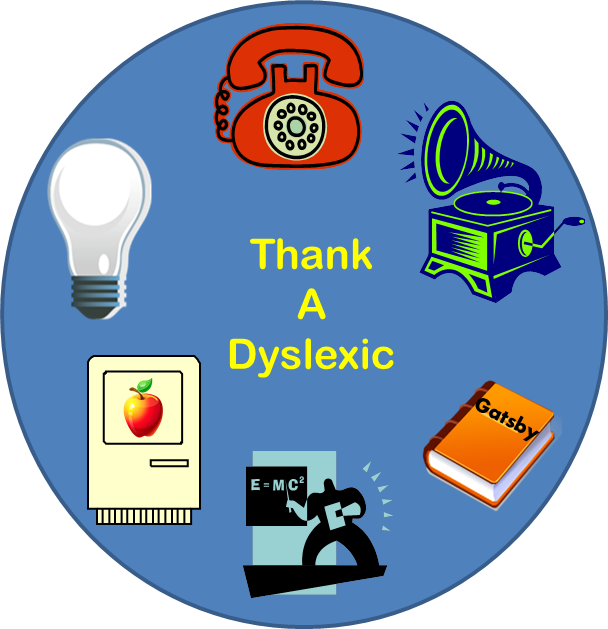 Thank
A
Dyslexic
Gatsby
E=MC²